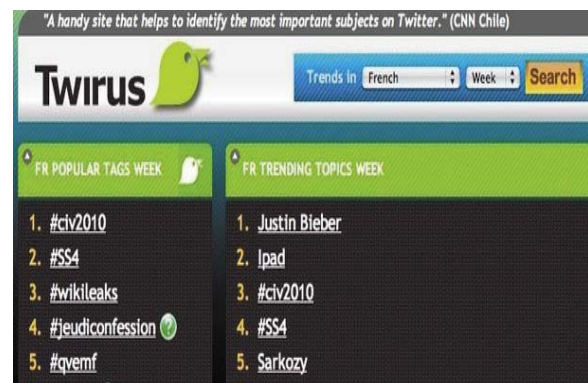 "A handy site that helps to identify the most important subjects on Twitter." (CNN Chile)
Twirus
Trends in French Week Search
FR POPULAR TAGS WEEK
1. #civ2010
2. #SS4
3. #wikileaks
4. #jeudiconfession ?
5. #qvemf
FR TRENDING TOPICS WEEK
1. Justin Bieber
2. Ipad
3. #civ2010
4. #SS4
5. Sarkozy